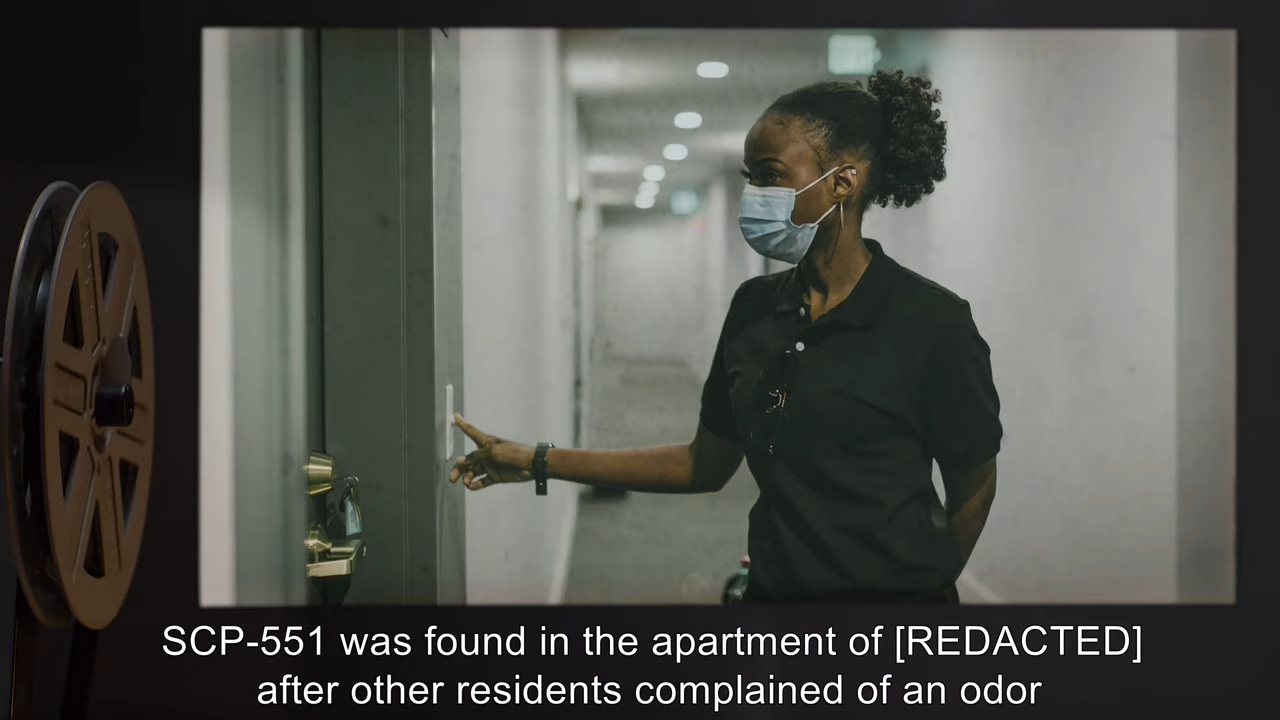 SCP-551 was found in the apartment of [REDACTED]
after other residents complained of an odor